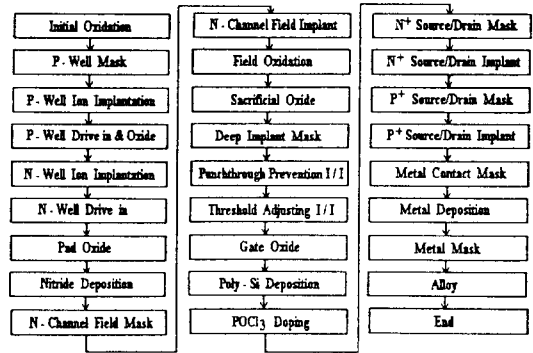 Initial Oxidation
P - Well Mask
P - Well Ion Implantation
P - Well Drive in & Oxide
N - Well Ion Implantation
N - Well Drive in
Pad Oxide
Nitride Deposition
N - Channel Field Mask
N - Channel Field Implant
Field Oxidation
Sacrificial Oxide
Deep Implant Mask
Punchthrough Prevention I / I
Threshold Adjusting I / I
Gate Oxide
Poly - Si Deposition
POCl3 Doping
N+ Source/Drain Mask
N+ Source/Drain Implant
P+ Source/Drain Mask
P+ Source/Drain Implant
Metal Contact Mask
Metal Deposition
Metal Mask
Alloy
End